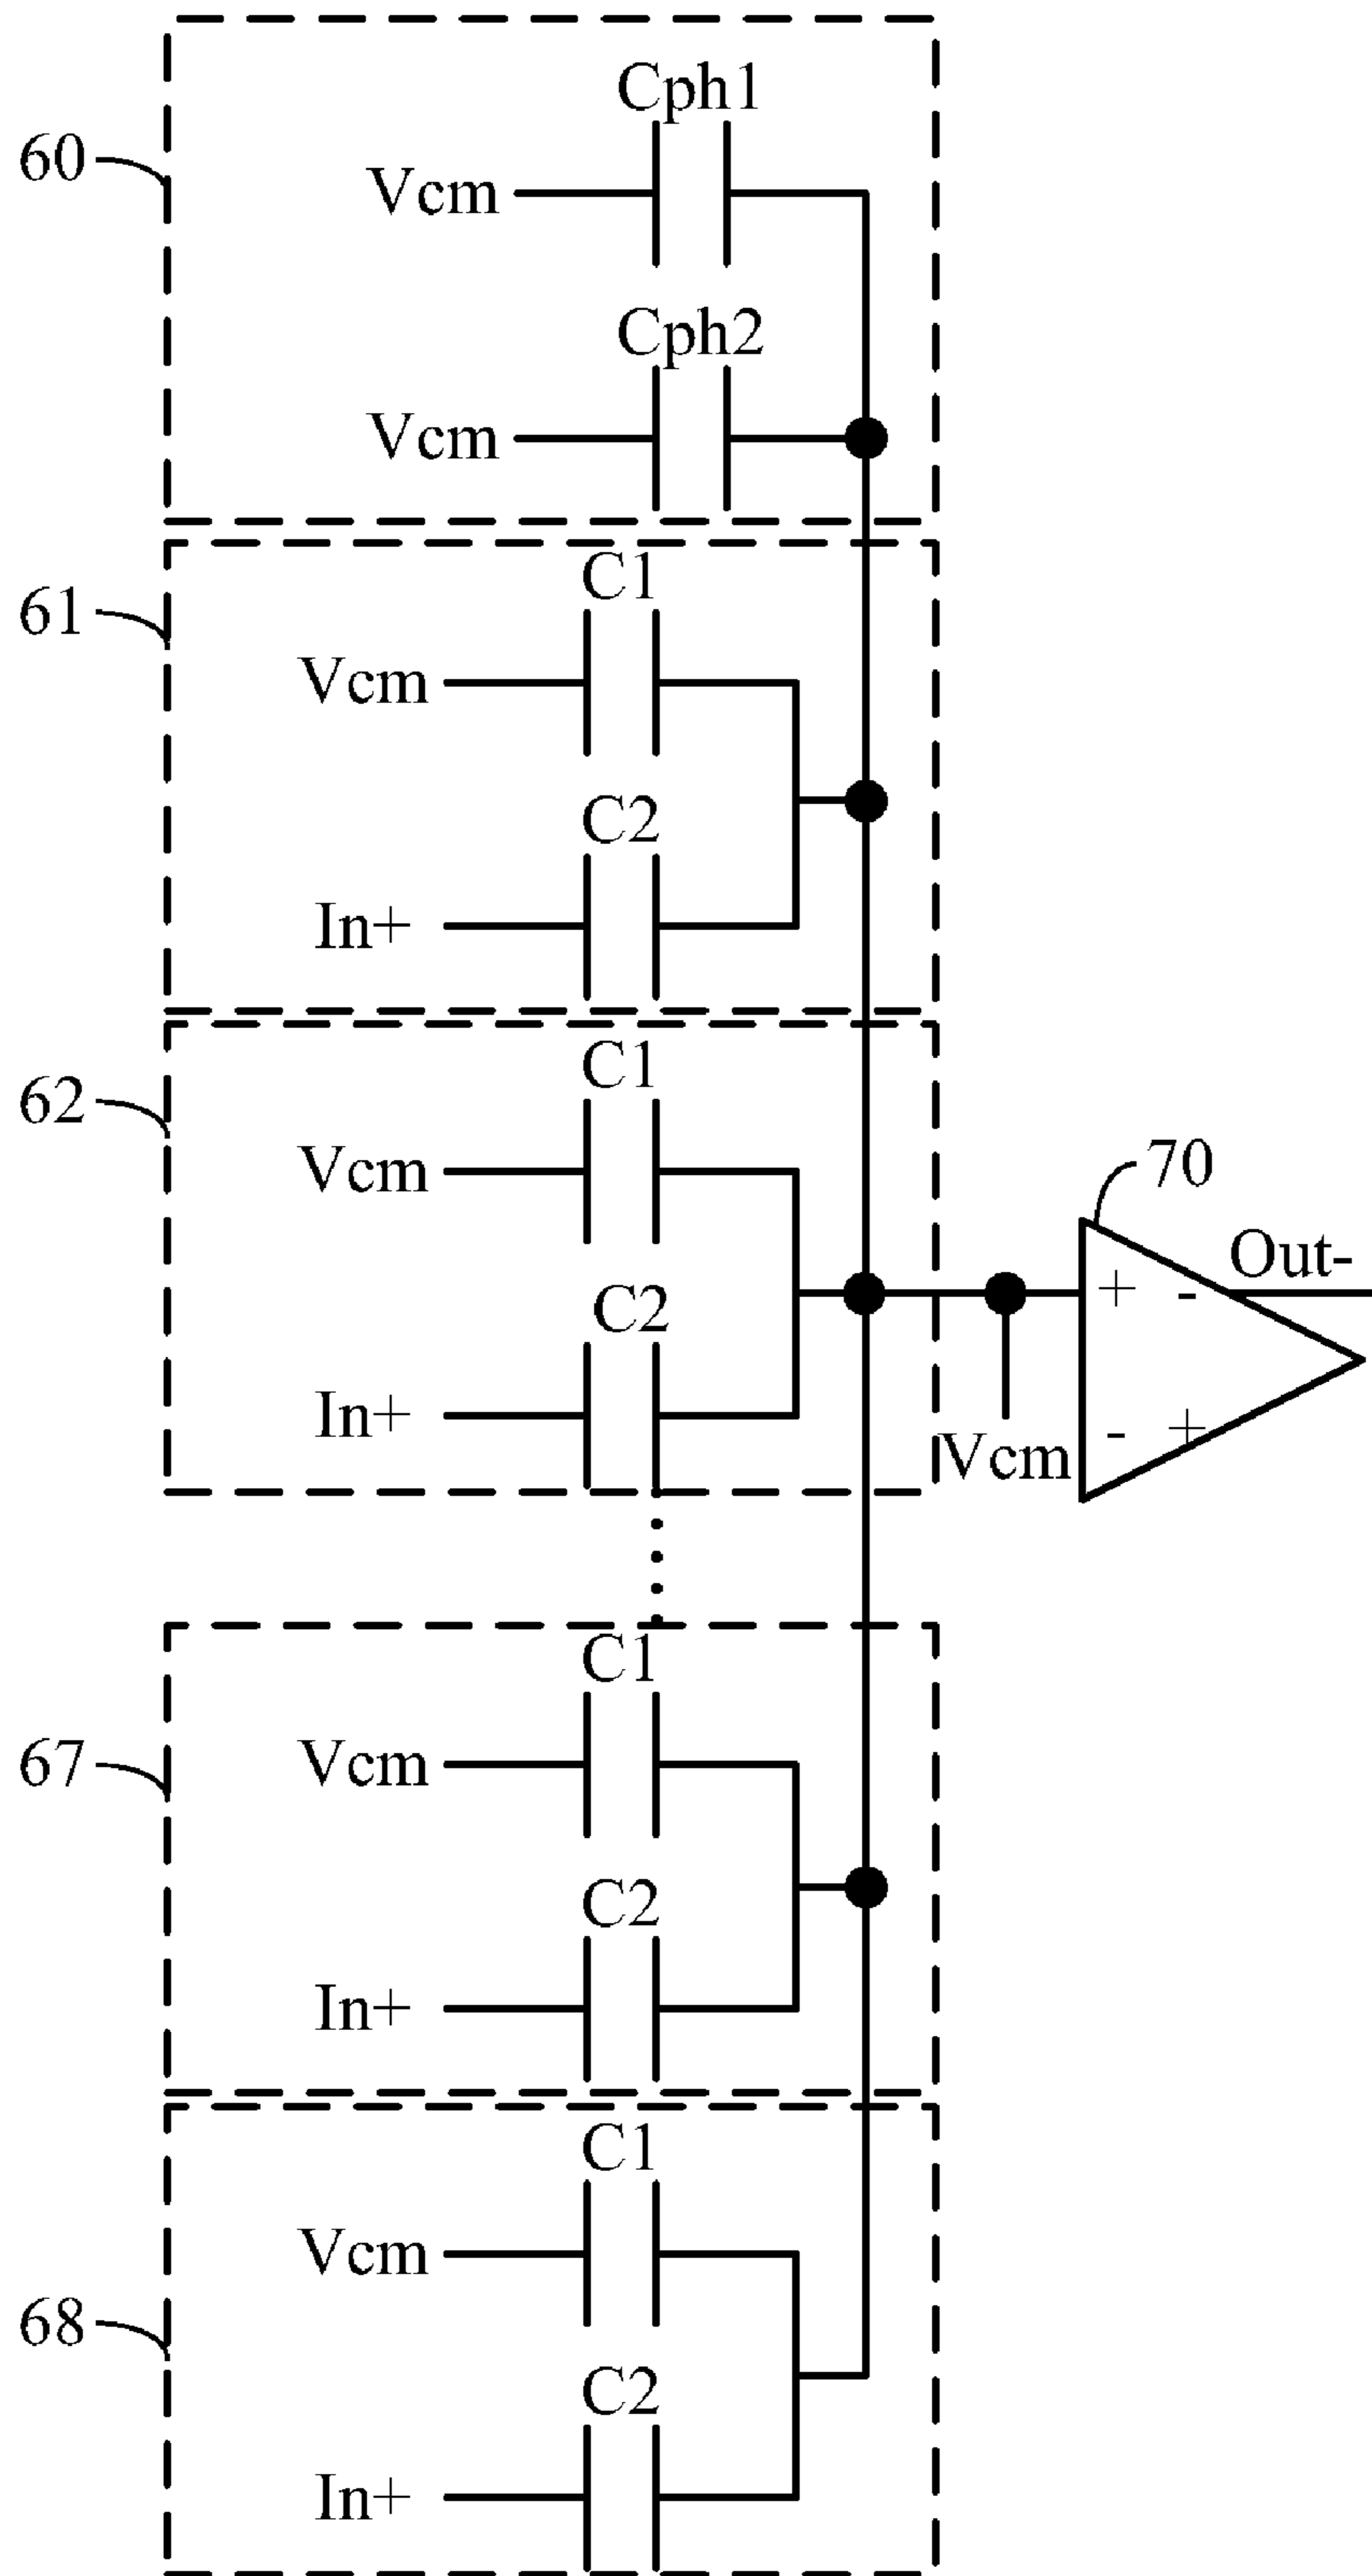 Cph1
60
Vcm
Cph2
Vcm
C1
61
Vcm
C2
In+
C1
62
Vcm
70
Out-
+ -
C2
In+
- +
Vcm
C1
67
Vcm
C2
In+
C1
Vcm
68
C2
In+